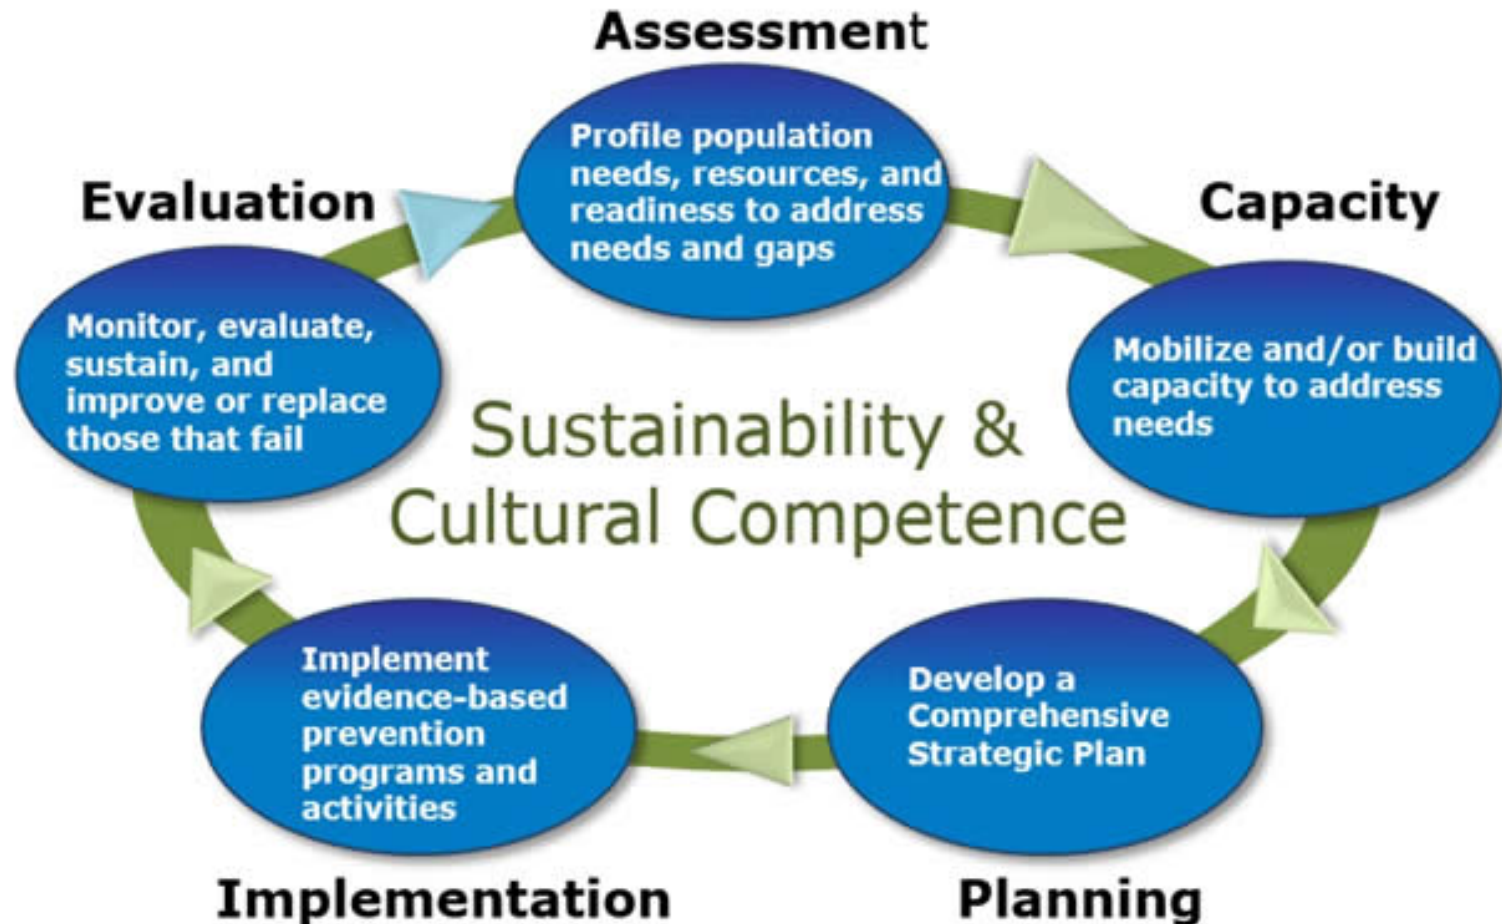 Assessment
Profile population
needs, resources, and
readiness to address
needs and gaps
Capacity
Mobilize and/or build
capacity to address
needs
Planning
Develop a
Comprehensive
Strategic Plan
Implementation
Implement
evidence-based
prevention
programs and
activities
Evaluation
Monitor, evaluate,
sustain, and
improve or replace
those that fail
Sustainability &
Cultural Competence